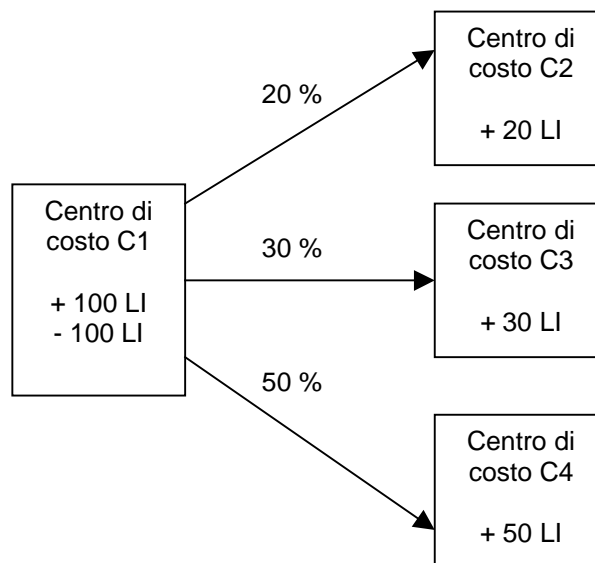 Centro di
costo C1
+ 100 LI
- 100 LI
20 %
30 %
50 %
Centro di
costo C2
+ 20 LI
Centro di
costo C3
+ 30 LI
Centro di
costo C4
+ 50 LI